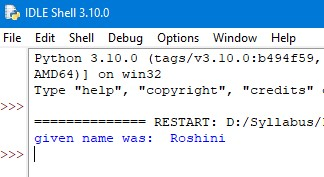 IDLE Shell 3.10.0
File Edit Shell Debug Options Window Help
Python 3.10.0 (tags/v3.10.0:b494f59,
AMD64)] on win32
Type "help", "copyright", "credits"
>>>
============== RESTART: D:/Syllabus/
given name was: Roshini
>>>